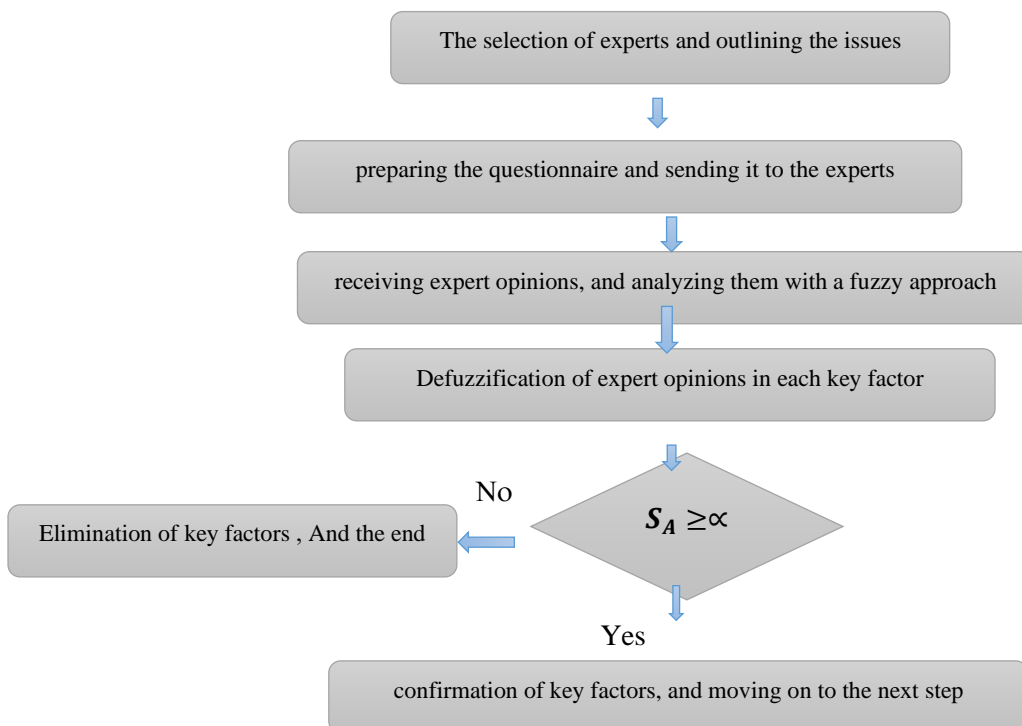 The selection of experts and outlining the issues
preparing the questionnaire and sending it to the experts
receiving expert opinions, and analyzing them with a fuzzy approach
Defuzzification of expert opinions in each key factor
No
S_A ≥∝
Elimination of key factors , And the end
Yes
confirmation of key factors, and moving on to the next step